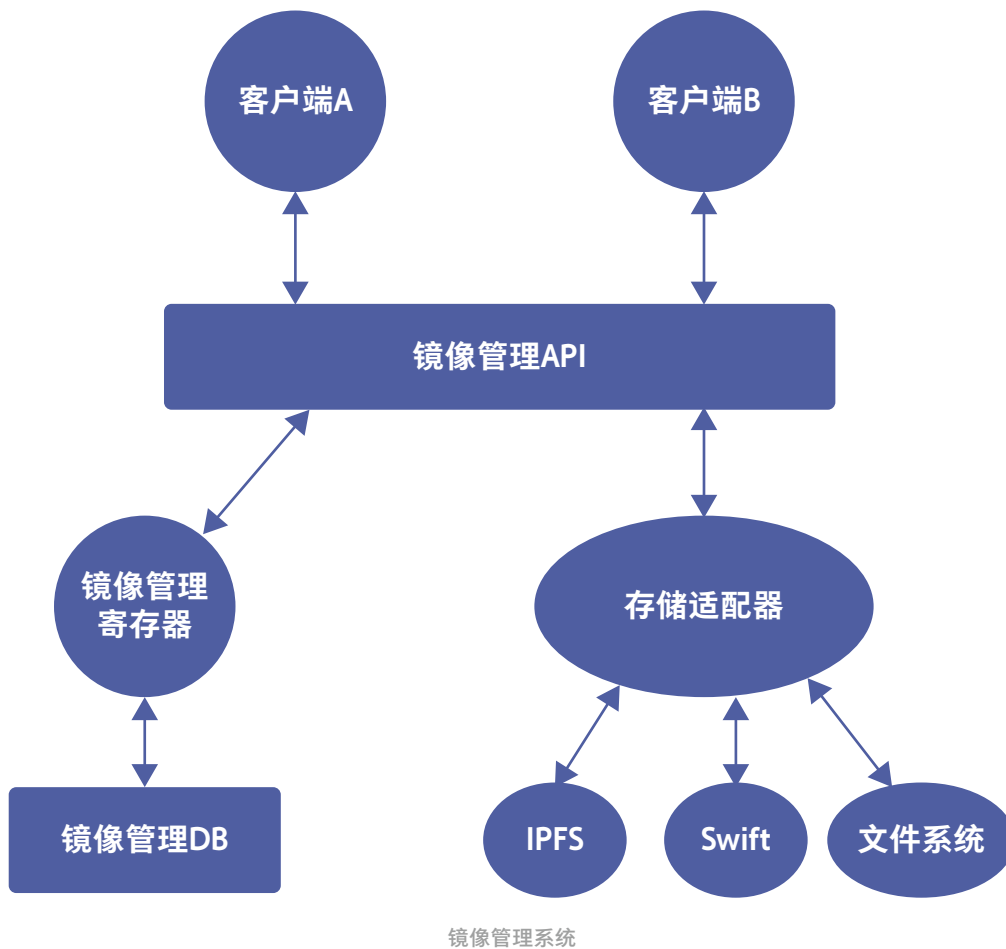 客户端A
客户端B
镜像管理API
镜像管理
寄存器
存储适配器
镜像管理DB
IPFS
Swift
文件系统
镜像管理系统